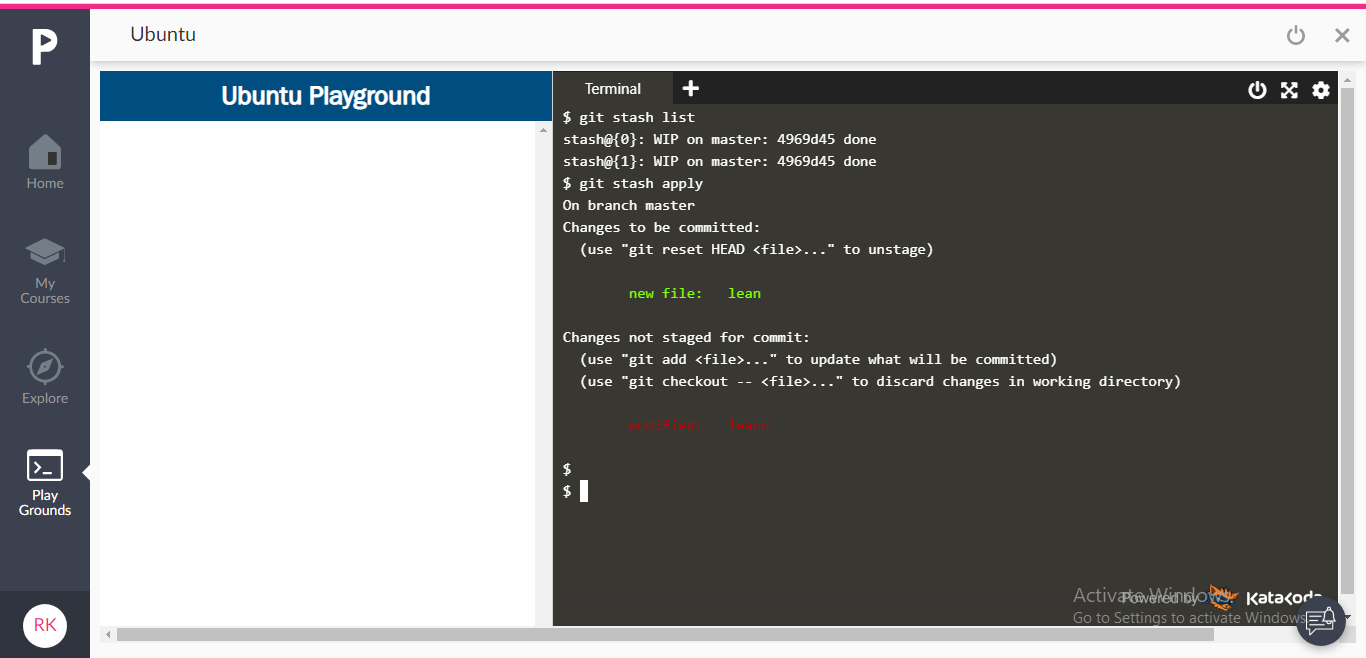 Ubuntu
Home
My
Courses
Explore
Play
Grounds
RK
Ubuntu Playground
Terminal
$ git stash list
stash@{0}: WIP on master: 4969d45 done
stash@{1}: WIP on master: 4969d45 done
$ git stash apply
On branch master
Changes to be committed:
  (use "git reset HEAD <file>..." to unstage)
        new file:   lean
Changes not staged for commit:
  (use "git add <file>..." to update what will be committed)
  (use "git checkout -- <file>..." to discard changes in working directory)
        modified:   learn
$
$
Activate Windows
Powered by Katacoda
Go to Settings to activate Windows